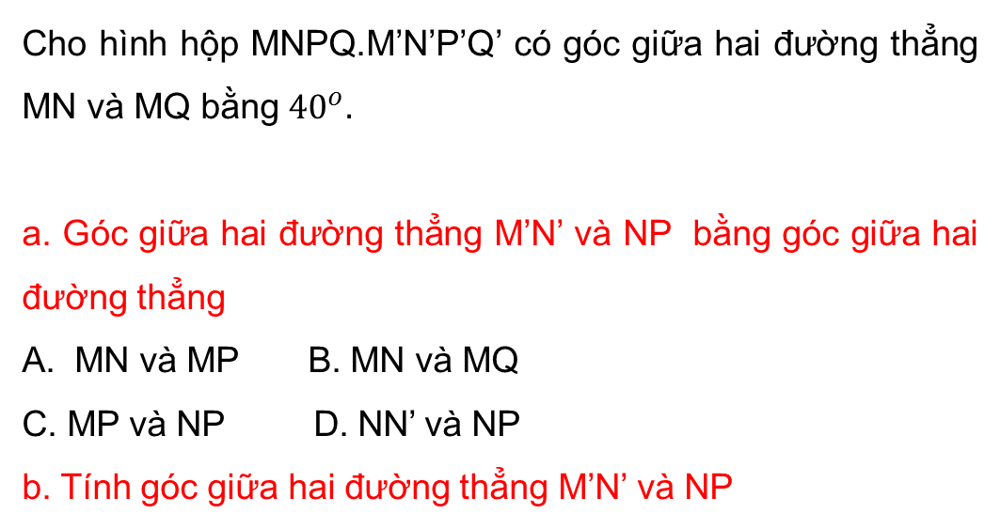 Cho hình hộp MNPQ.M’N’P’Q’ có góc giữa hai đường thẳng
MN và MQ bằng 40⁰.
a. Góc giữa hai đường thẳng M’N’ và NP bằng góc giữa hai
đường thẳng
A. MN và MP B. MN và MQ
C. MP và NP D. NN’ và NP
b. Tính góc giữa hai đường thẳng M’N’ và NP